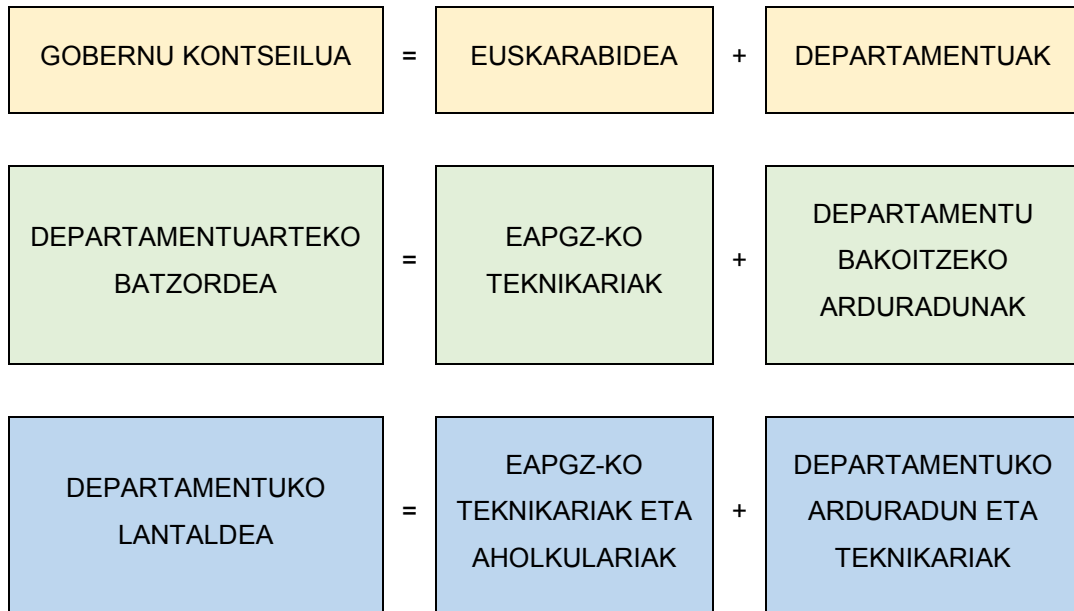 GOBERNU KONTSEILUA = EUSKARABIDEA + DEPARTAMENTUAK
DEPARTAMENTUARTEKO
BATZORDEA
=
EAPGZ-KO
TEKNIKARIAK
+
DEPARTAMENTU
BAKOITZEKO
ARDURADUNAK
DEPARTAMENTUKO
LANTALDEA
=
EAPGZ-KO
TEKNIKARIAK ETA
AHOLKULARIAK
+
DEPARTAMENTUKO
ARDURADUN ETA
TEKNIKARIAK